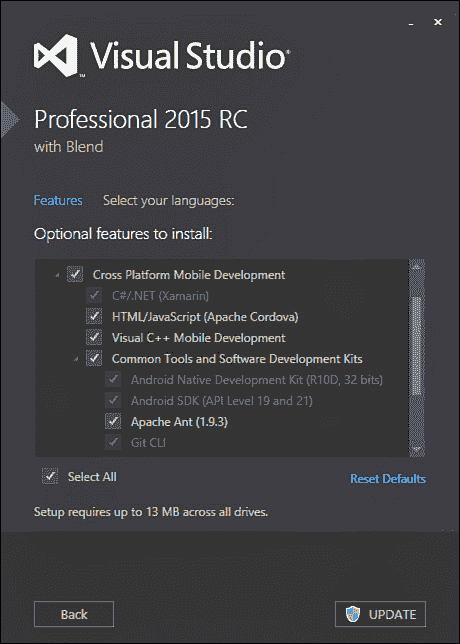 Visual Studio
Professional 2015 RC
with Blend
Features Select your languages:
Optional features to install:
Cross Platform Mobile Development
C#/.NET (Xamarin)
HTML/JavaScript (Apache Cordova)
Visual C++ Mobile Development
Common Tools and Software Development Kits
Android Native Development Kit (R10D, 32 bits)
Android SDK (API Level 19 and 21)
Apache Ant (1.9.3)
Git CLI
Select All Reset Defaults
Setup requires up to 13 MB across all drives.
Back UPDATE